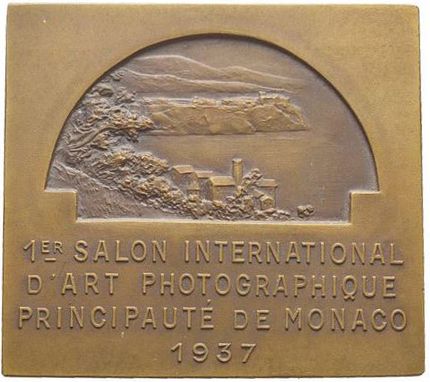 1ER SALON INTERNATIONAL
D'ART PHOTOGRAPHIQUE
PRINCIPAUTÉ DE MONACO
1937